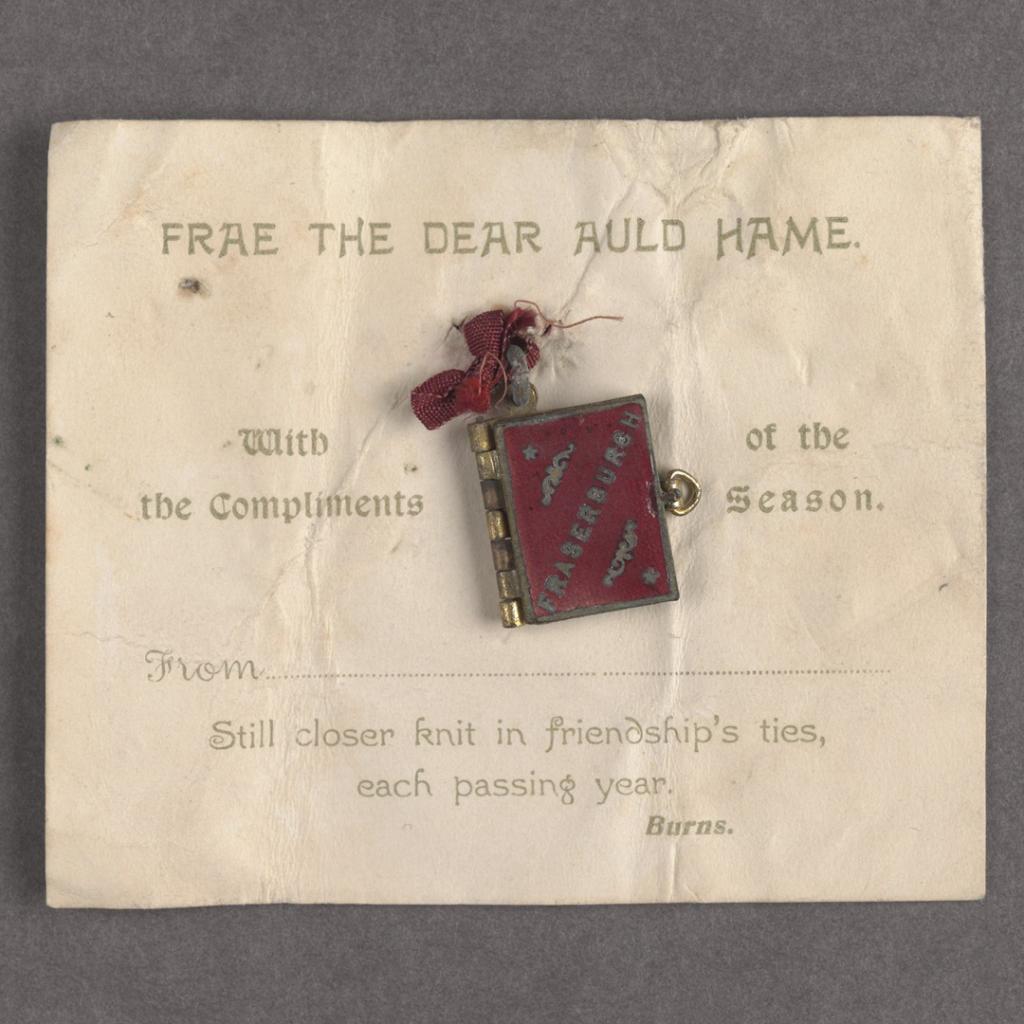 FRAE THE DEAR AULD HAME.
With
the Compliments
FRASERBURGH
of the
Season.
From
Still closer knit in friendship's ties,
each passing year.
Burns.